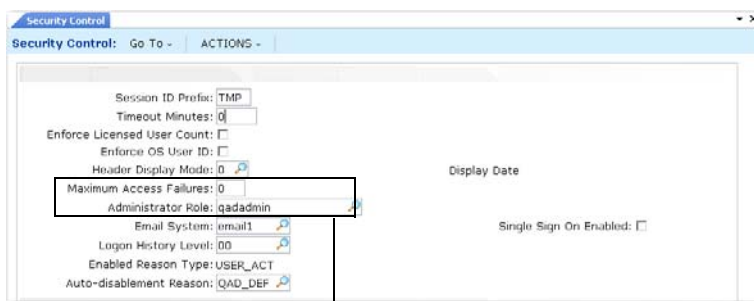 Security Control
Security Control: Go To ACTIONS
Session ID Prefix: TMP
Timeout Minutes: 0
Enforce Licensed User Count:
Enforce OS User ID:
Header Display Mode: 0 Display Date
Maximum Access Failures: 0
Administrator Role: qadadmin
Email System: email1 Single Sign On Enabled:
Logon History Level: 00
Enabled Reason Type: USER_ACT
Auto-disablement Reason: QAD_DEF